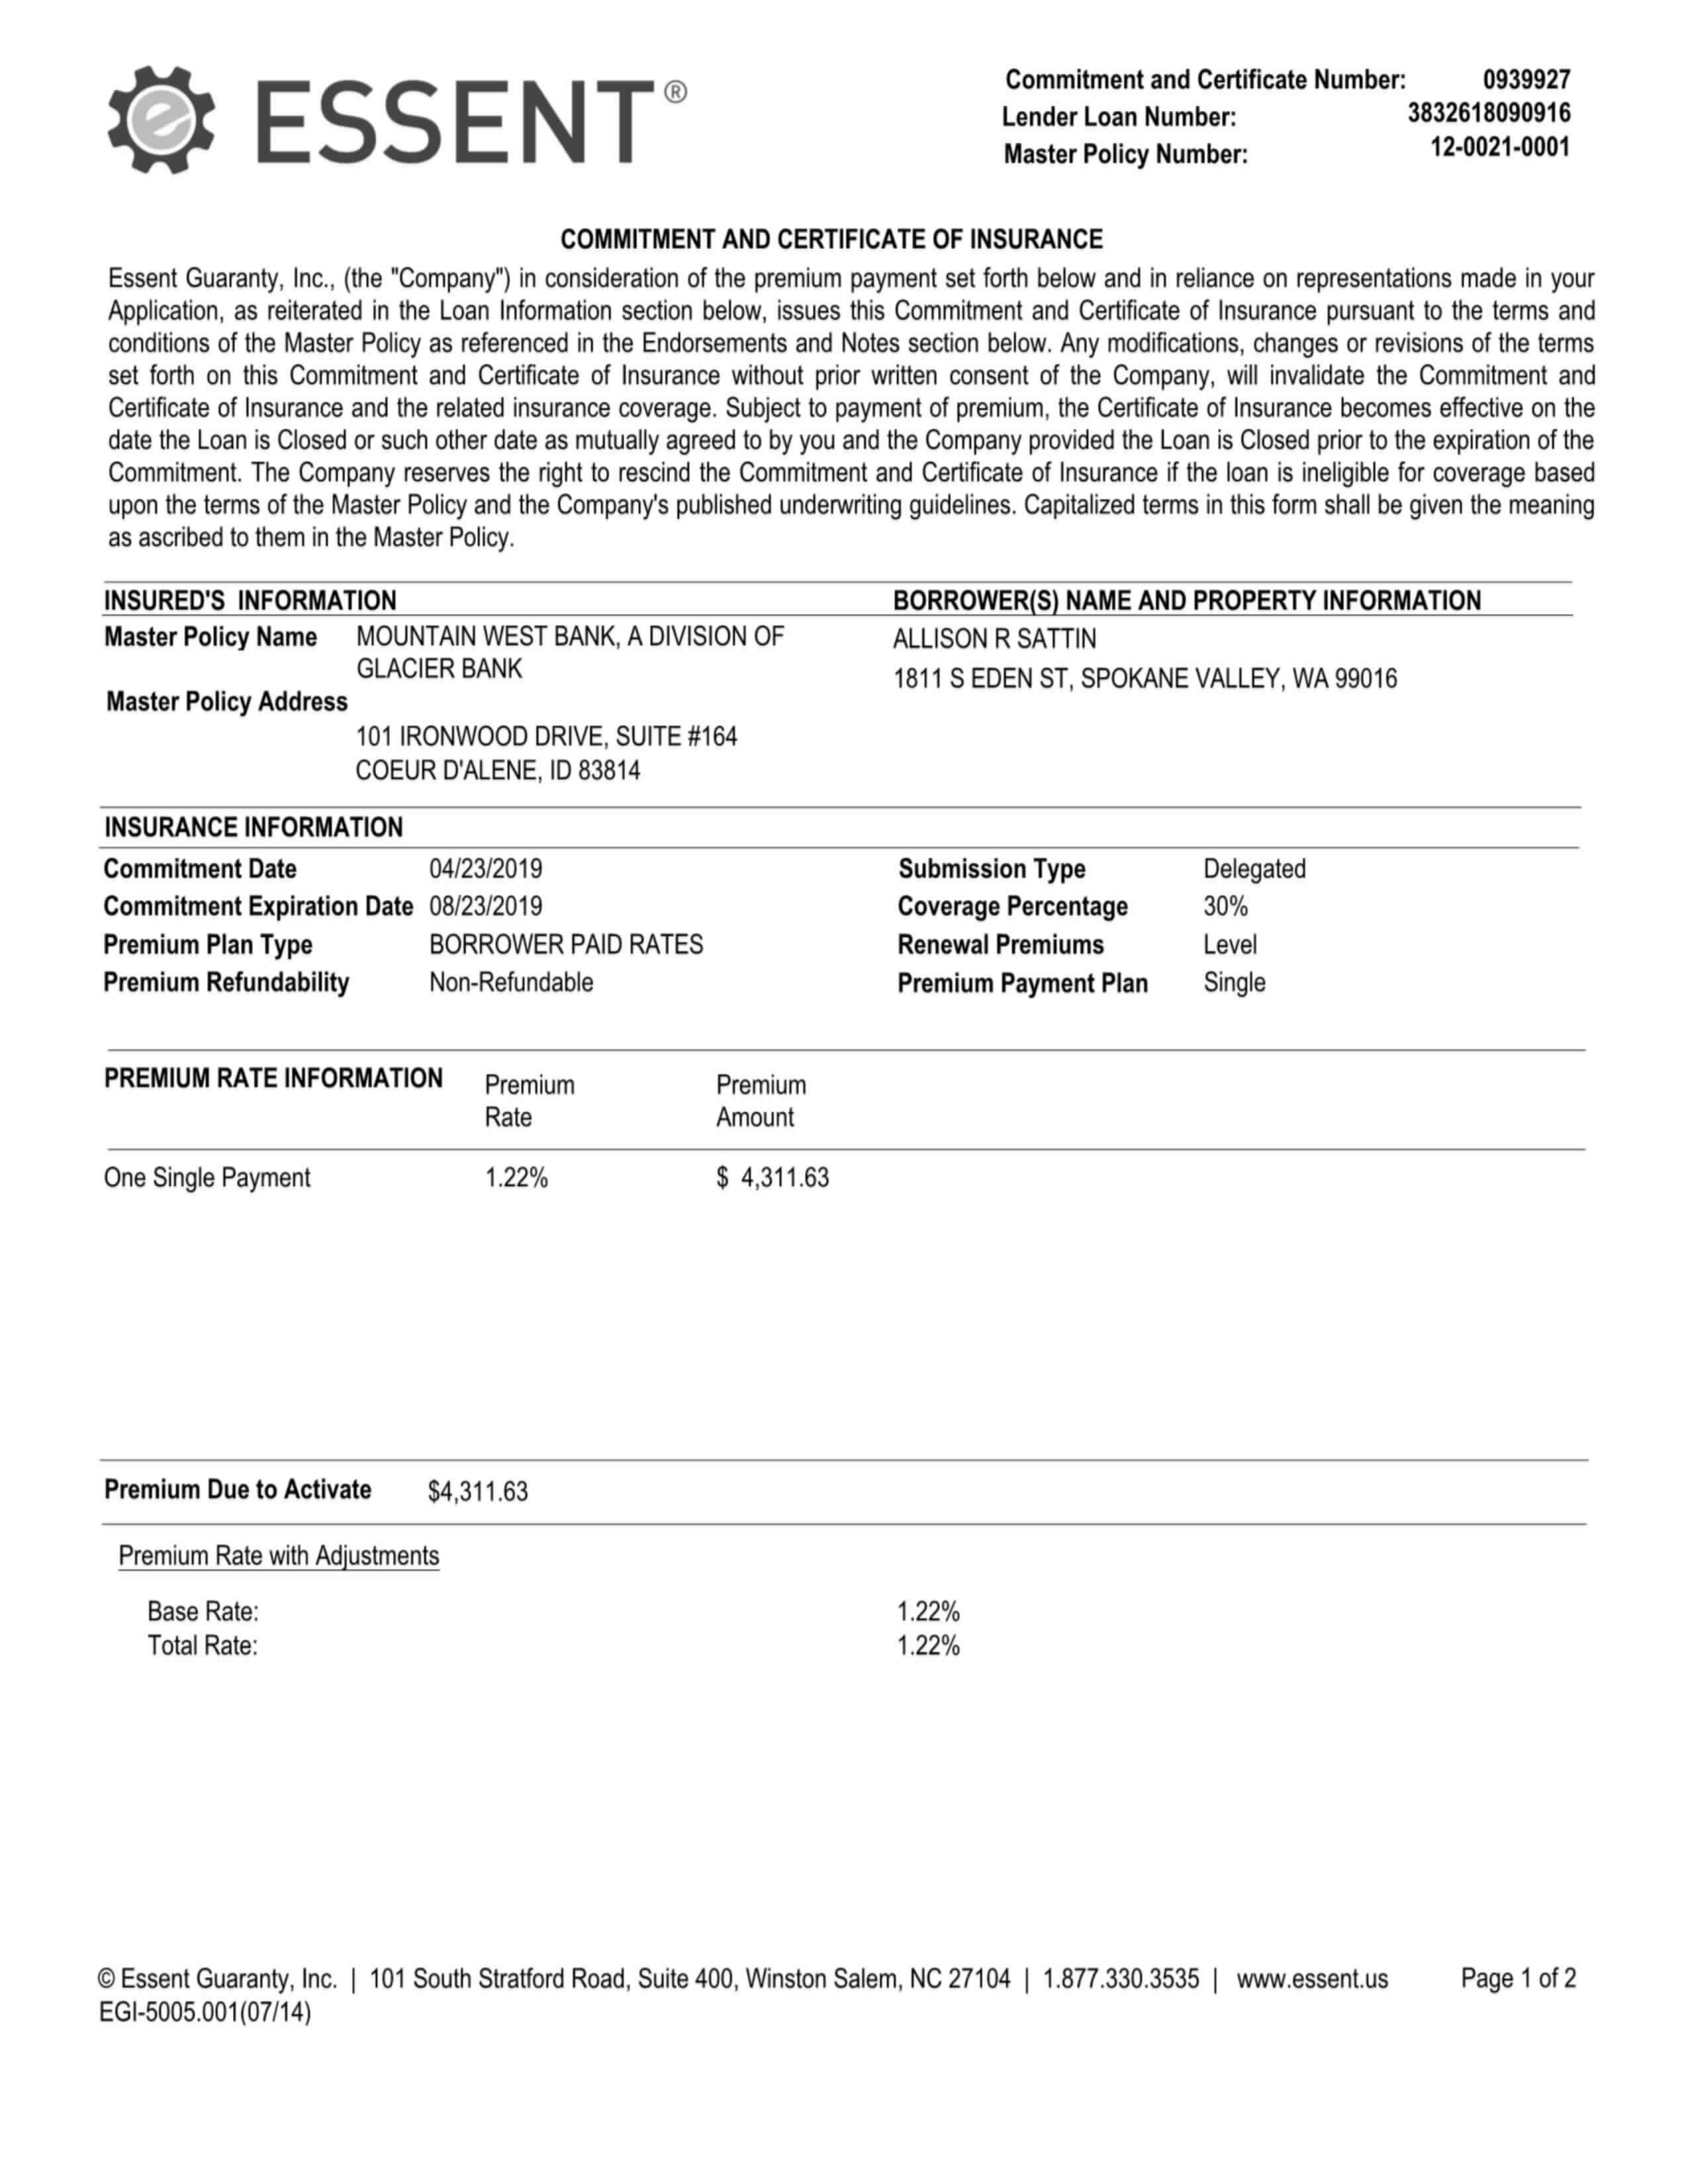 ESSENT®
Commitment and Certificate Number: 0939927
Lender Loan Number: 3832618090916
Master Policy Number: 12-0021-0001
COMMITMENT AND CERTIFICATE OF INSURANCE
Essent Guaranty, Inc., (the "Company") in consideration of the premium payment set forth below and in reliance on representations made in your
Application, as reiterated in the Loan Information section below, issues this Commitment and Certificate of Insurance pursuant to the terms and
conditions of the Master Policy as referenced in the Endorsements and Notes section below. Any modifications, changes or revisions of the terms
set forth on this Commitment and Certificate of Insurance without prior written consent of the Company, will invalidate the Commitment and
Certificate of Insurance and the related insurance coverage. Subject to payment of premium, the Certificate of Insurance becomes effective on the
date the Loan is Closed or such other date as mutually agreed to by you and the Company provided the Loan is Closed prior to the expiration of the
Commitment. The Company reserves the right to rescind the Commitment and Certificate of Insurance if the loan is ineligible for coverage based
upon the terms of the Master Policy and the Company's published underwriting guidelines. Capitalized terms in this form shall be given the meaning
as ascribed to them in the Master Policy.
INSURED'S INFORMATION
Master Policy Name MOUNTAIN WEST BANK, A DIVISION OF
GLACIER BANK
Master Policy Address
101 IRONWOOD DRIVE, SUITE #164
COEUR D'ALENE, ID 83814
BORROWER(S) NAME AND PROPERTY INFORMATION
ALLISON R SATTIN
1811 S EDEN ST, SPOKANE VALLEY, WA 99016
INSURANCE INFORMATION
Commitment Date 04/23/2019 Submission Type Delegated
Commitment Expiration Date 08/23/2019 Coverage Percentage 30%
Premium Plan Type BORROWER PAID RATES Renewal Premiums Level
Premium Refundability Non-Refundable Premium Payment Plan Single
PREMIUM RATE INFORMATION Premium Premium
Rate Amount
One Single Payment 1.22% $ 4,311.63
Premium Due to Activate $4,311.63
Premium Rate with Adjustments
Base Rate: 1.22%
Total Rate: 1.22%
© Essent Guaranty, Inc. | 101 South Stratford Road, Suite 400, Winston Salem, NC 27104 | 1.877.330.3535 | www.essent.us Page 1 of 2
EGI-5005.001(07/14)